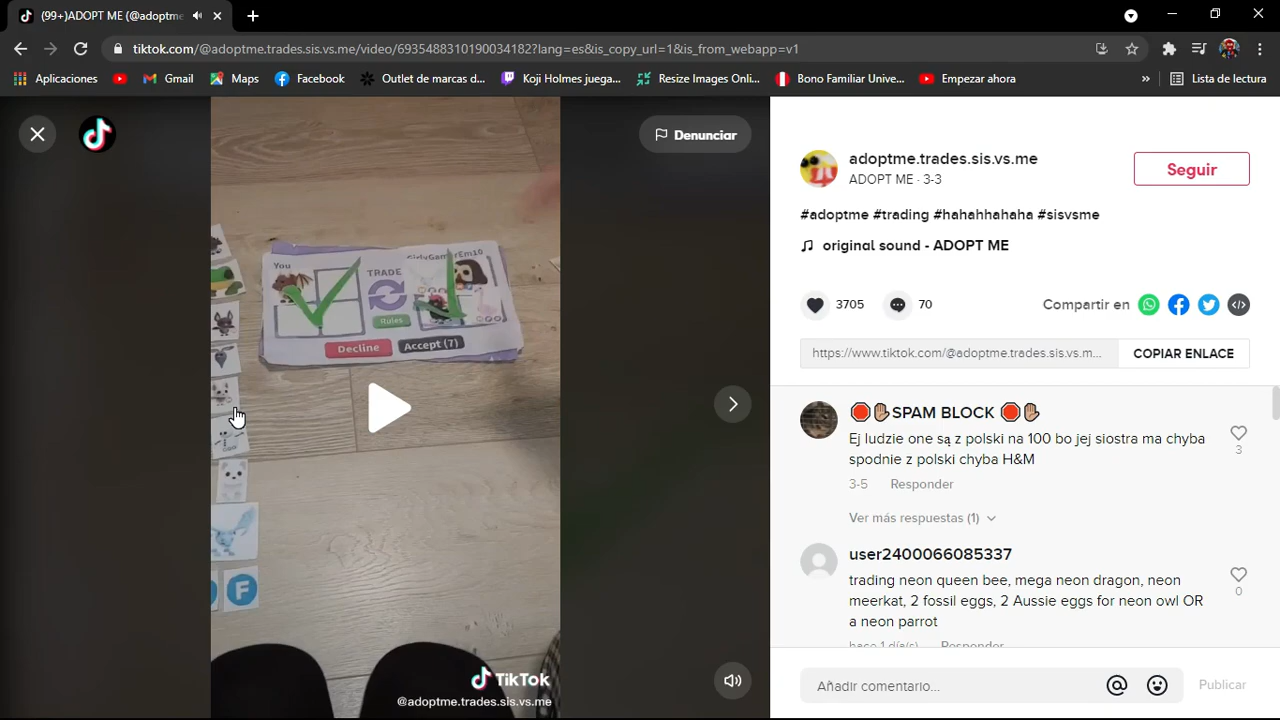 (99+)ADOPT ME (@adoptme
tiktok.com/@adoptme.trades.sis.vs.me/video/6935488310190034182?lang=es&is_copy_url=1&is_from_webapp=v1
Aplicaciones Gmail Maps Facebook Outlet de marcas d... Koji Holmes juega... Resize Images Onli... Bono Familiar Unive... Empezar ahora » Lista de lectura
Denunciar
You
TRADE
Rules
Decline Accept (7)
F
TikTok
@adoptme.trades.sis.vs.me
adoptme.trades.sis.vs.me
ADOPT ME · 3-3
Seguir
#adoptme #trading #hahahhahaha #sisvsme
original sound - ADOPT ME
3705 70 Compartir en
https://www.tiktok.com/@adoptme.trades.sis.vs.m... COPIAR ENLACE
🛑✋SPAM BLOCK 🛑✋
Ej ludzie one są z polski na 100 bo jej siostra ma chyba
spodnie z polski chyba H&M
3
3-5 Responder
Ver más respuestas (1)
user2400066085337
trading neon queen bee, mega neon dragon, neon
meerkat, 2 fossil eggs, 2 Aussie eggs for neon owl OR
a neon parrot
0
hace 1 día(s) Responder
Añadir comentario... Publicar